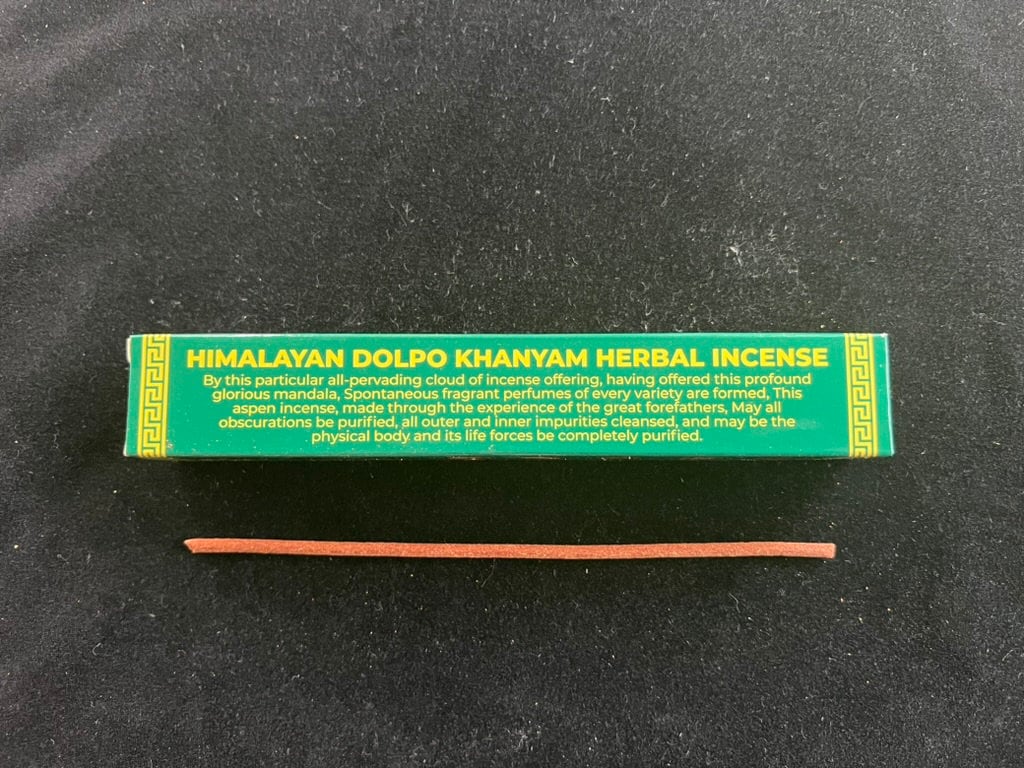 HIMALAYAN DOLPO KHANYAM HERBAL INCENSE
By this particular all-pervading cloud of incense offering, having offered this profound
glorious mandala, Spontaneous fragrant perfumes of every variety are formed, This
aspen incense, made through the experience of the great forefathers, May all
obscurations be purified, all outer and inner impurities cleansed, and may be the
physical body and its life forces be completely purified.